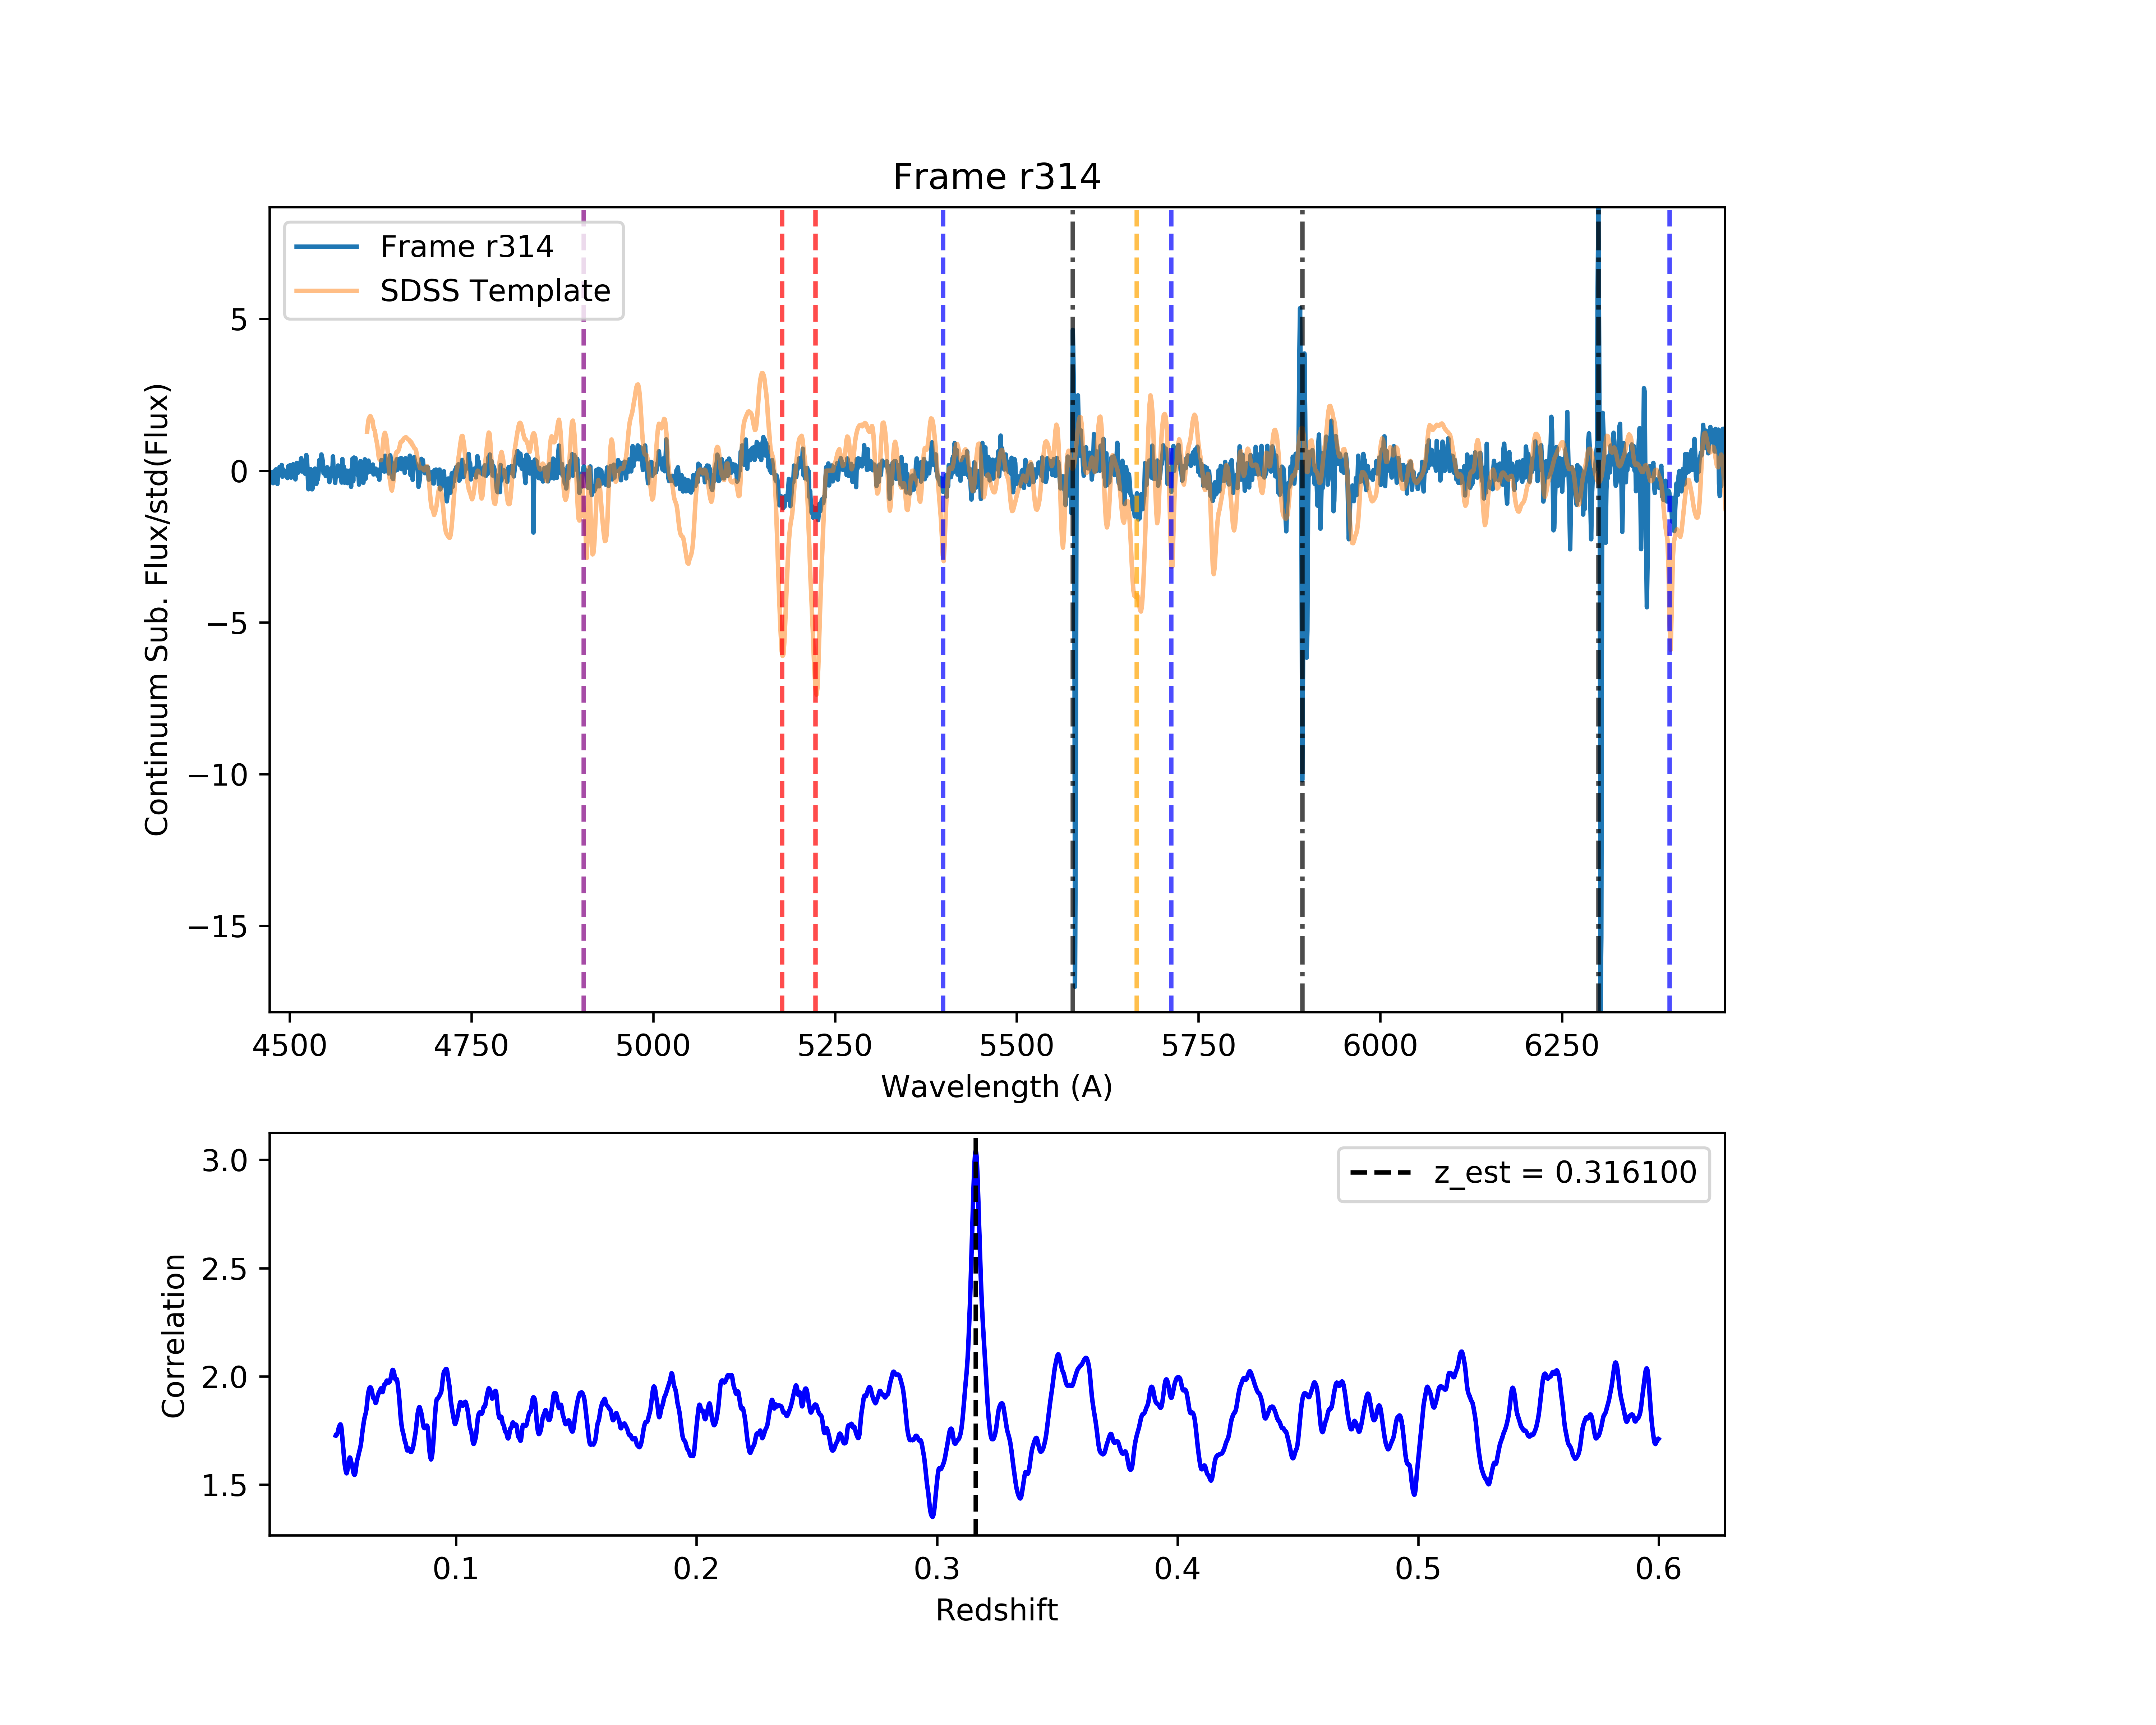 Frame r314
Frame r314
SDSS Template
Continuum Sub. Flux/std(Flux)
5
0
−5
−10
−15
4500 4750 5000 5250 5500 5750 6000 6250
Wavelength (A)
z_est = 0.316100
Correlation
3.0
2.5
2.0
1.5
0.1 0.2 0.3 0.4 0.5 0.6
Redshift